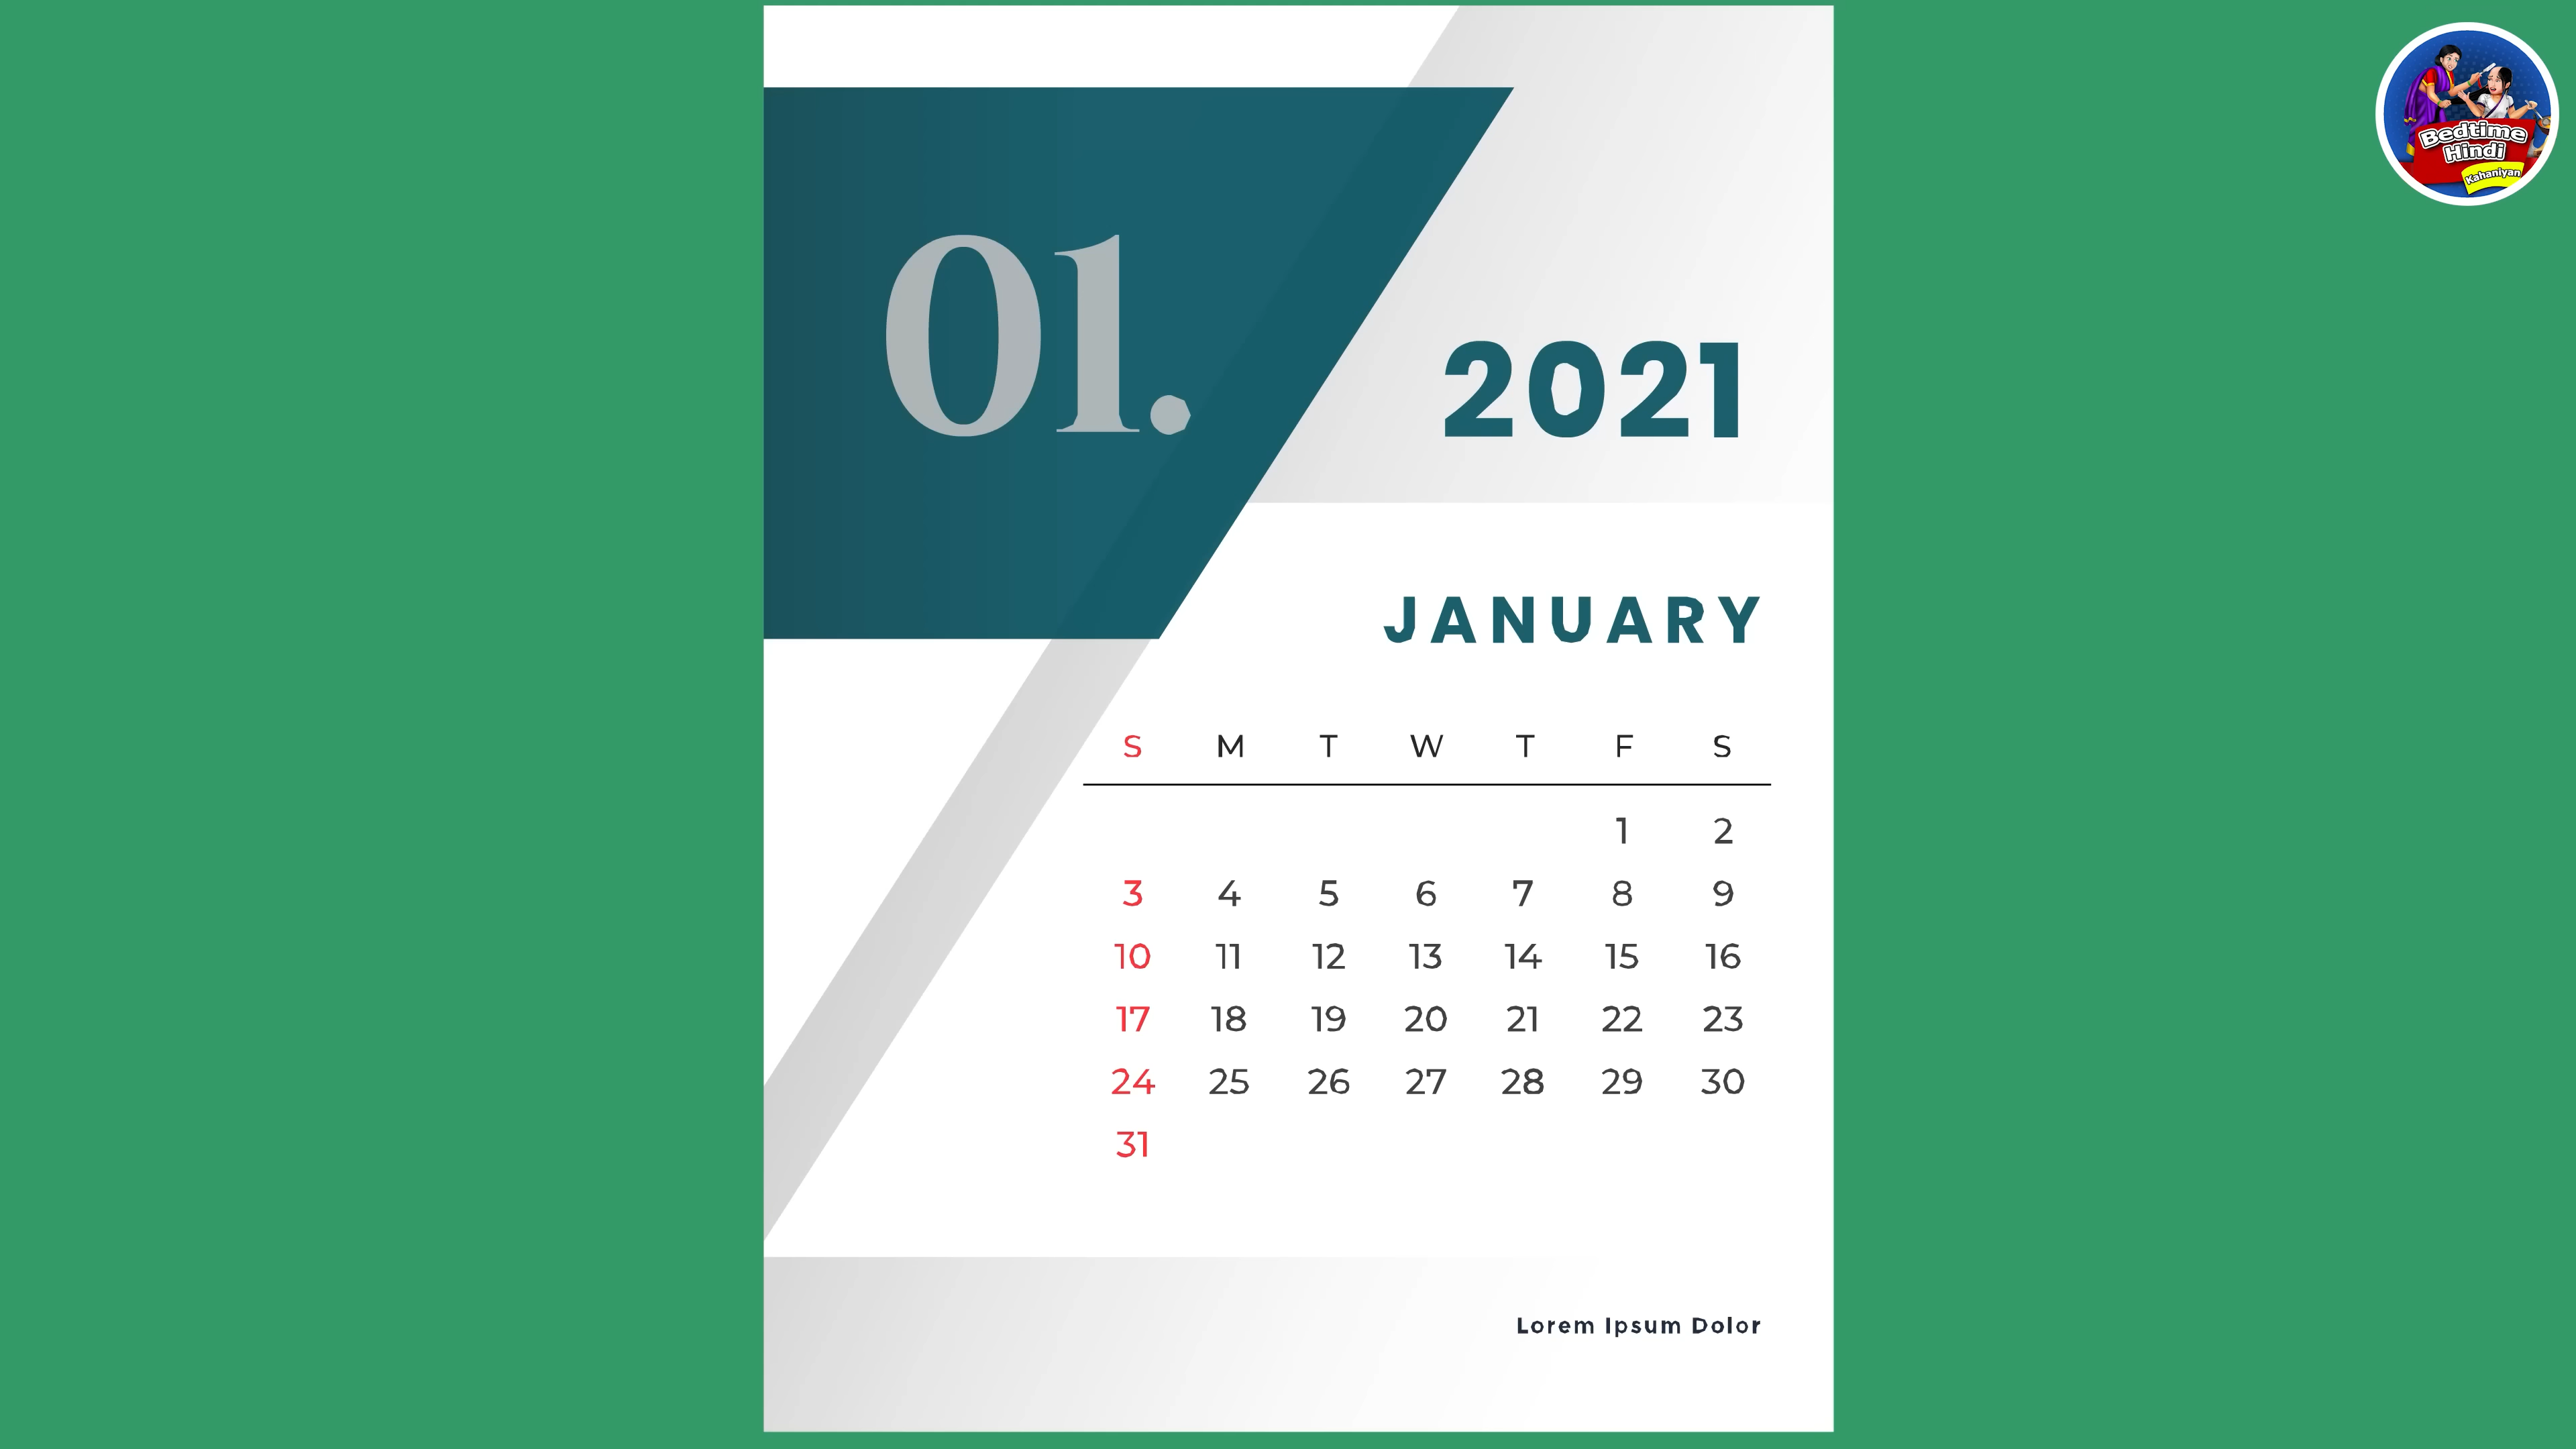 Bedtime
Hindi
Kahaniyan
01.
2021
JANUARY
S M T W T F S
1 2
3 4 5 6 7 8 9
10 11 12 13 14 15 16
17 18 19 20 21 22 23
24 25 26 27 28 29 30
31
Lorem Ipsum Dolor